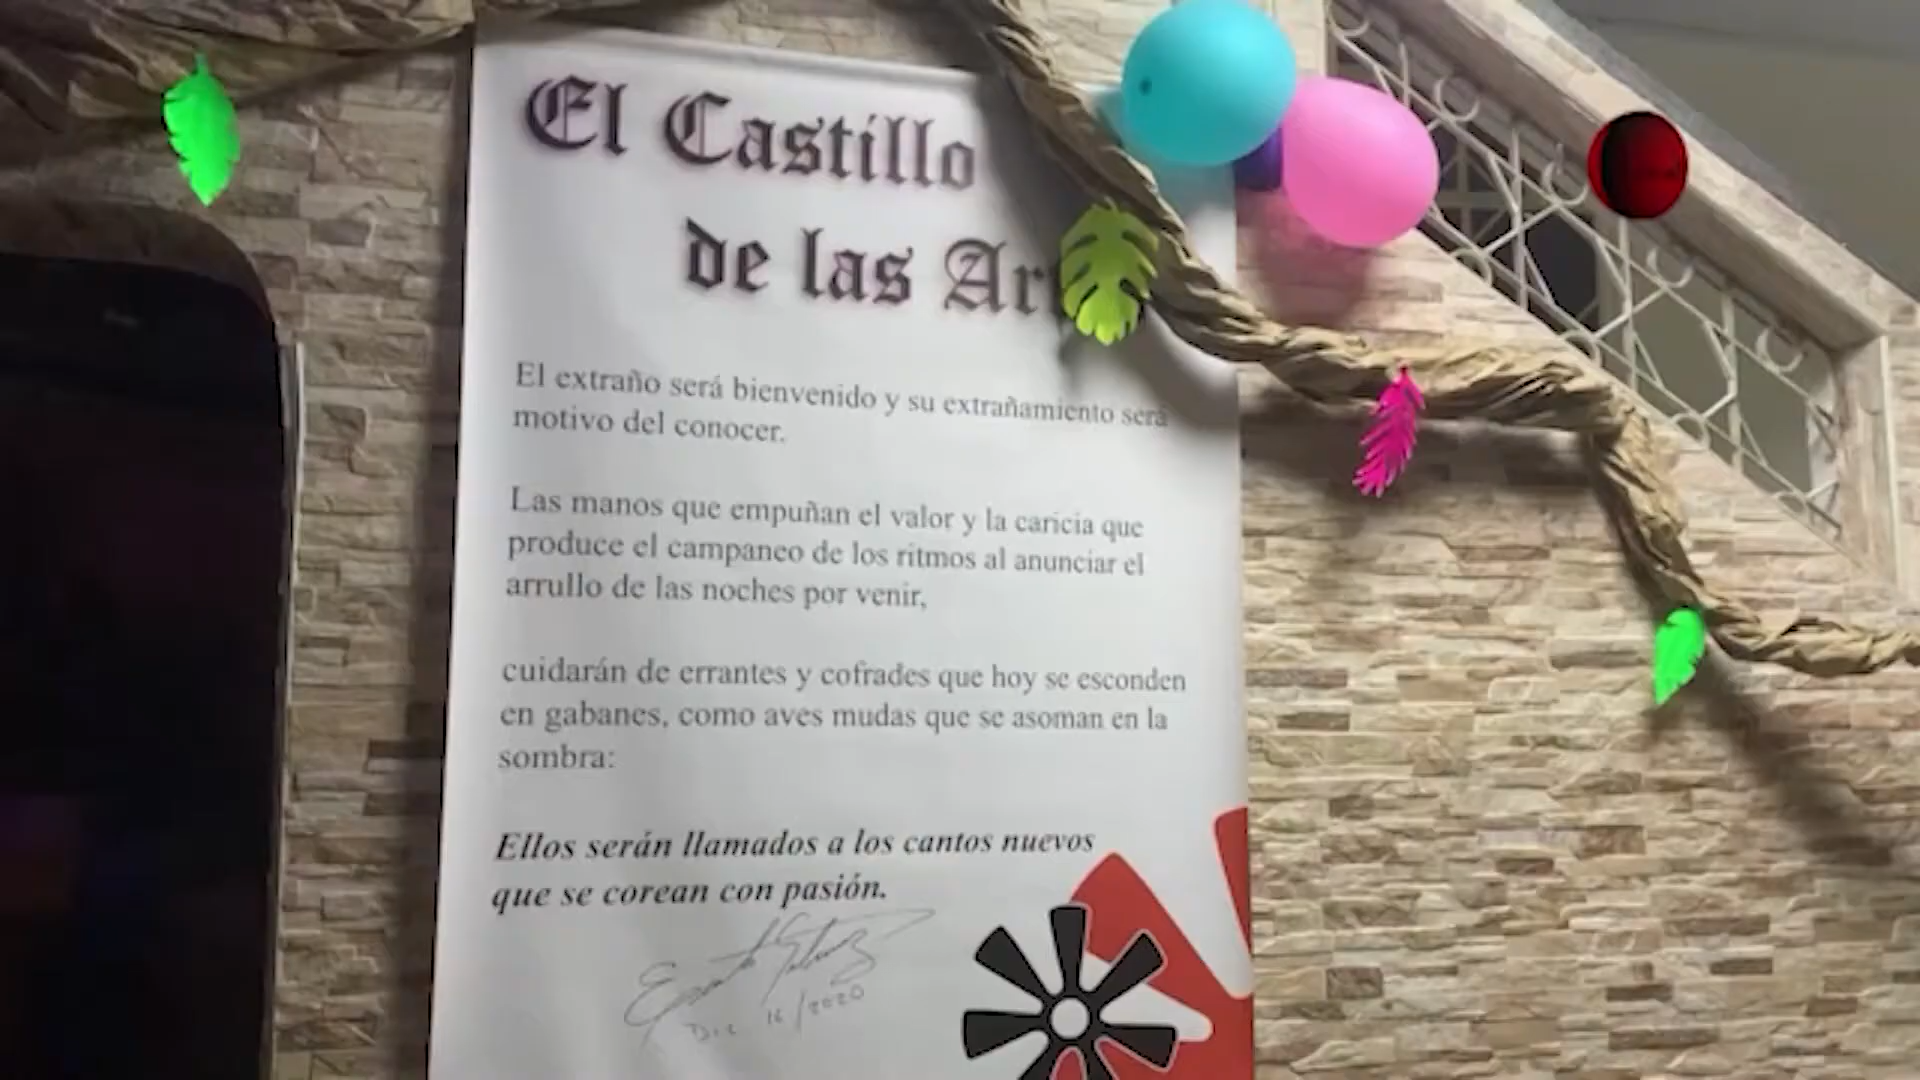 El Castillo
de las Ar
El extraño será bienvenido y su extrañamiento será
motivo del conocer.
Las manos que empuñan el valor y la caricia que
produce el campaneo de los ritmos al anunciar el
arrullo de las noches por venir,
cuidarán de errantes y cofrades que hoy se esconden
en gabanes, como aves mudas que se asoman en la
sombra:
Ellos serán llamados a los cantos nuevos
que se corean con pasión.
Dic 16/2020